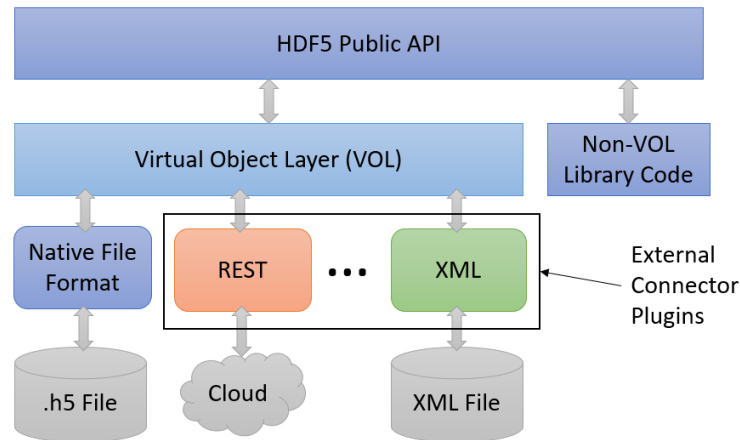 HDF5 Public API
Virtual Object Layer (VOL)
Non-VOL
Library Code
Native File
Format
REST
...
XML
External
Connector
Plugins
.h5 File
Cloud
XML File